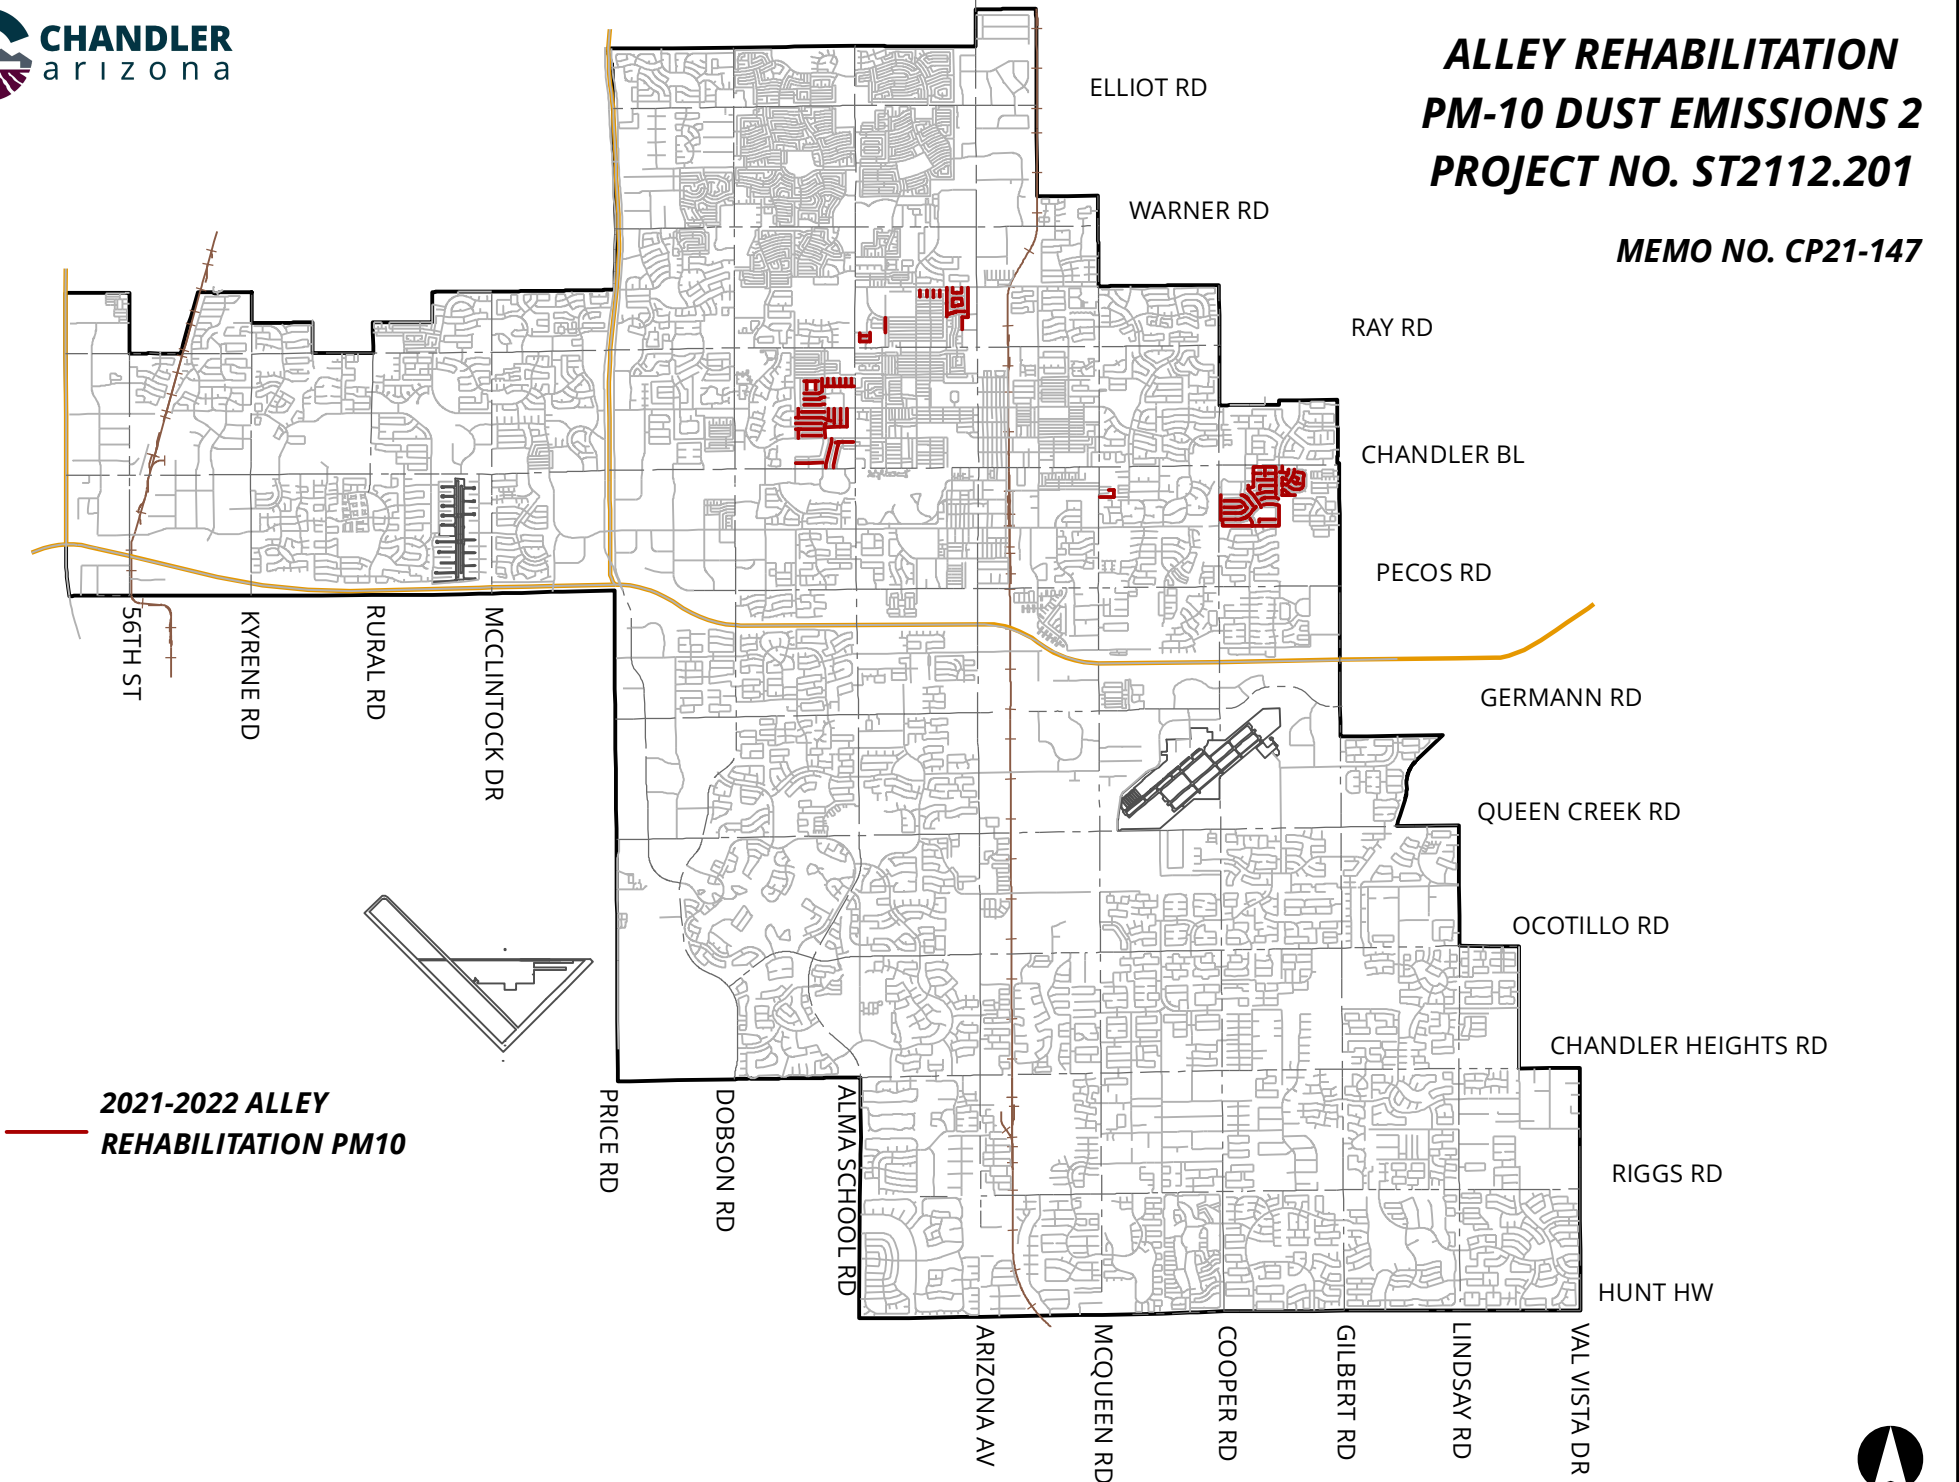 CHANDLER
arizona
ALLEY REHABILITATION
PM-10 DUST EMISSIONS 2
PROJECT NO. ST2112.201
MEMO NO. CP21-147
ELLIOT RD
WARNER RD
RAY RD
CHANDLER BL
PECOS RD
GERMANN RD
QUEEN CREEK RD
OCOTILLO RD
CHANDLER HEIGHTS RD
RIGGS RD
HUNT HW
56TH ST
KYRENE RD
RURAL RD
MCCLINTOCK DR
PRICE RD
DOBSON RD
ALMA SCHOOL RD
ARIZONA AV
MCQUEEN RD
COOPER RD
GILBERT RD
LINDSAY RD
VAL VISTA DR
2021-2022 ALLEY
REHABILITATION PM10